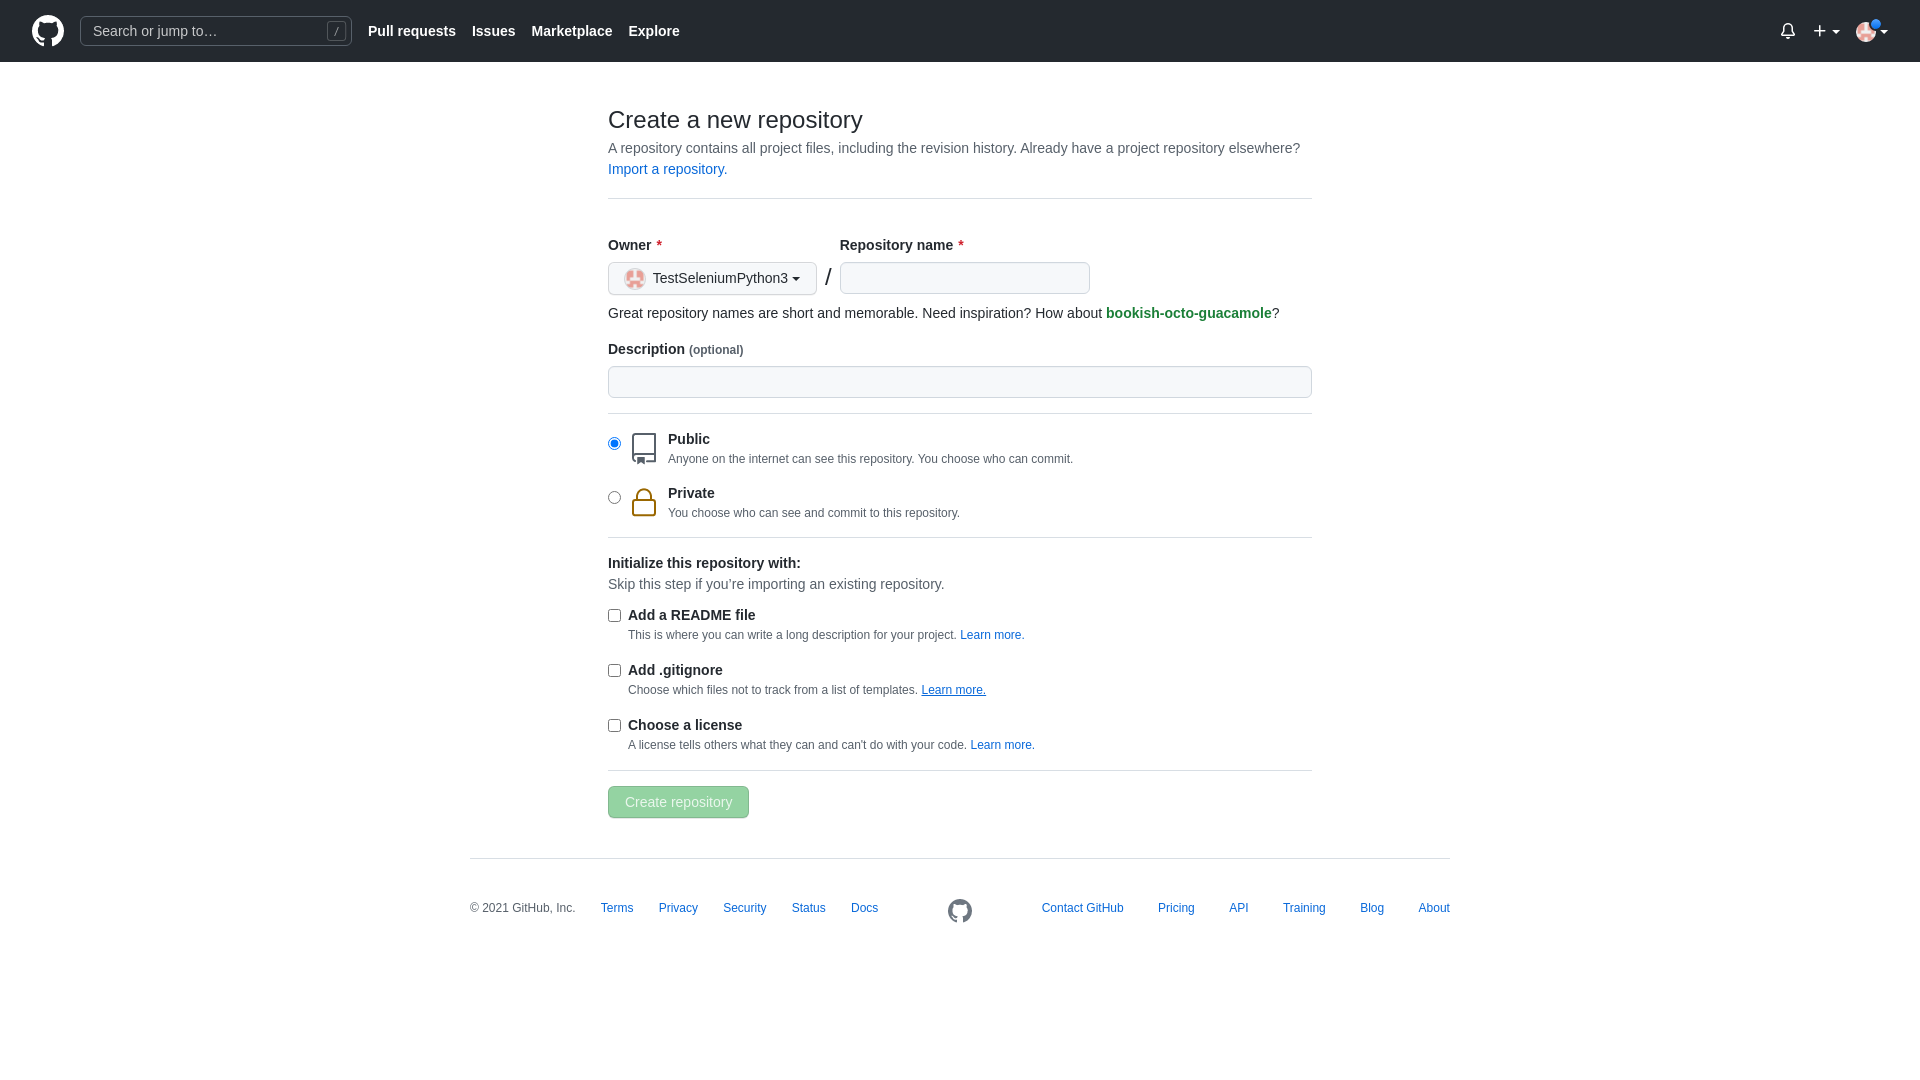 Search or jump to…
/
Pull requests
Issues
Marketplace
Explore
Create a new repository
A repository contains all project files, including the revision history. Already have a project repository elsewhere?
Import a repository.
Owner *
Repository name *
TestSeleniumPython3
/
Great repository names are short and memorable. Need inspiration? How about bookish-octo-guacamole?
Description (optional)
Public
Anyone on the internet can see this repository. You choose who can commit.
Private
You choose who can see and commit to this repository.
Initialize this repository with:
Skip this step if you’re importing an existing repository.
Add a README file
This is where you can write a long description for your project. Learn more.
Add .gitignore
Choose which files not to track from a list of templates. Learn more.
Choose a license
A license tells others what they can and can't do with your code. Learn more.
Create repository
© 2021 GitHub, Inc.
Terms
Privacy
Security
Status
Docs
Contact GitHub
Pricing
API
Training
Blog
About